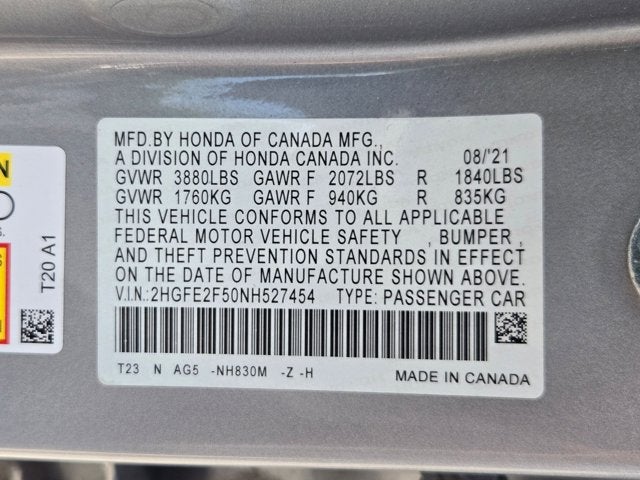 MFD.BY HONDA OF CANADA MFG.,
A DIVISION OF HONDA CANADA INC. 08/'21
GVWR 3880LBS GAWR F 2072LBS R 1840LBS
GVWR 1760KG GAWR F 940KG R 835KG
THIS VEHICLE CONFORMS TO ALL APPLICABLE
FEDERAL MOTOR VEHICLE SAFETY , BUMPER,
AND THEFT PREVENTION STANDARDS IN EFFECT
ON THE DATE OF MANUFACTURE SHOWN ABOVE.
V.I.N.: 2HGFE2F50NH527454 TYPE: PASSENGER CAR
T23 N AG5 -NH830M -Z -H
MADE IN CANADA
T20 A1